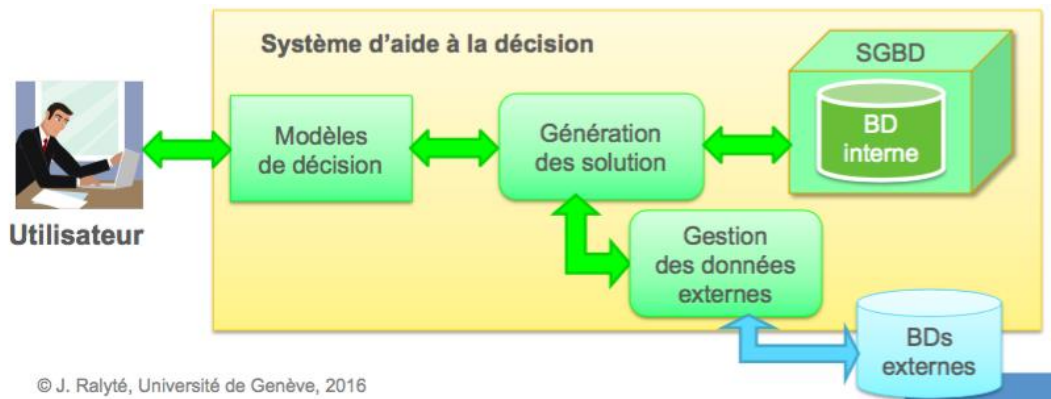 Système d'aide à la décision
SGBD
BD
interne
Modèles
de décision
Génération
des solution
Utilisateur
Gestion
des données
externes
BDs
externes
© J. Ralyté, Université de Genève, 2016